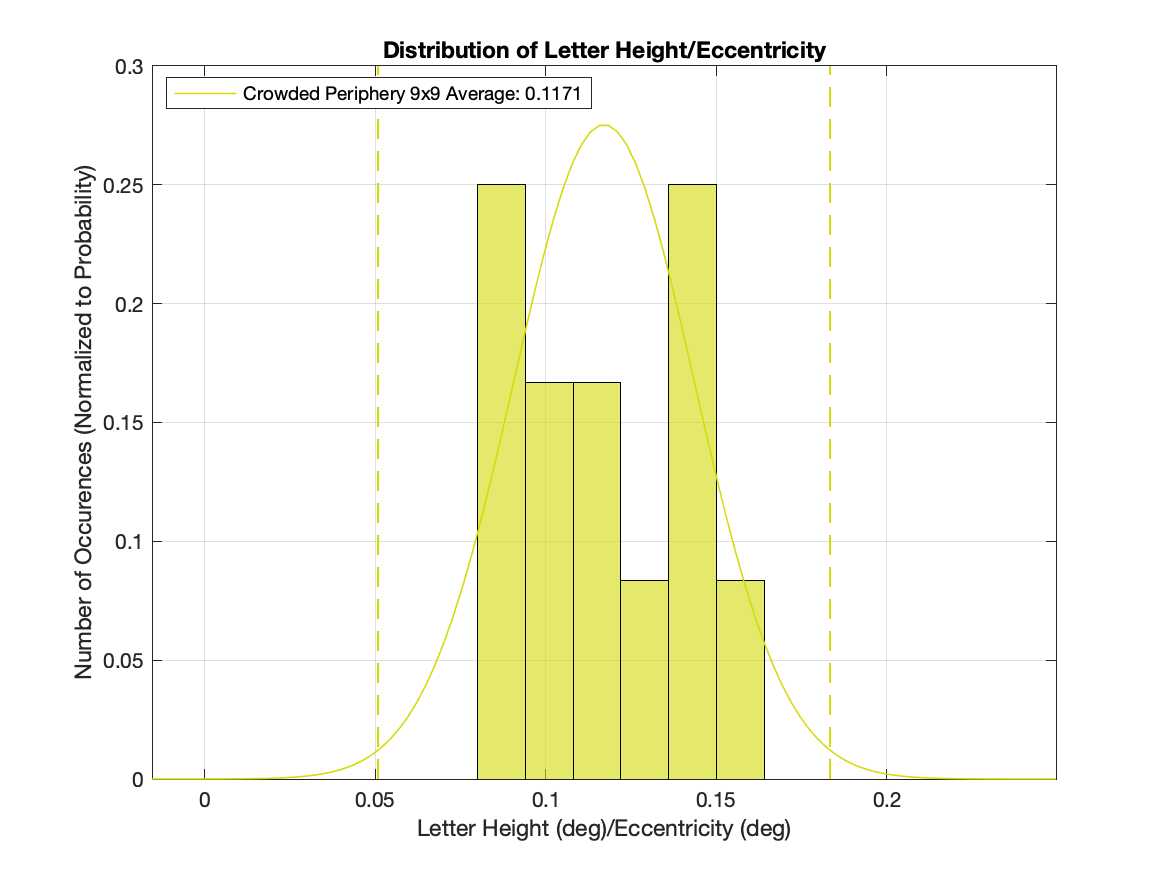 Distribution of Letter Height/Eccentricity
Crowded Periphery 9x9 Average: 0.1171
Number of Occurences (Normalized to Probability)
0.3
0.25
0.2
0.15
0.1
0.05
0
0 0.05 0.1 0.15 0.2
Letter Height (deg)/Eccentricity (deg)